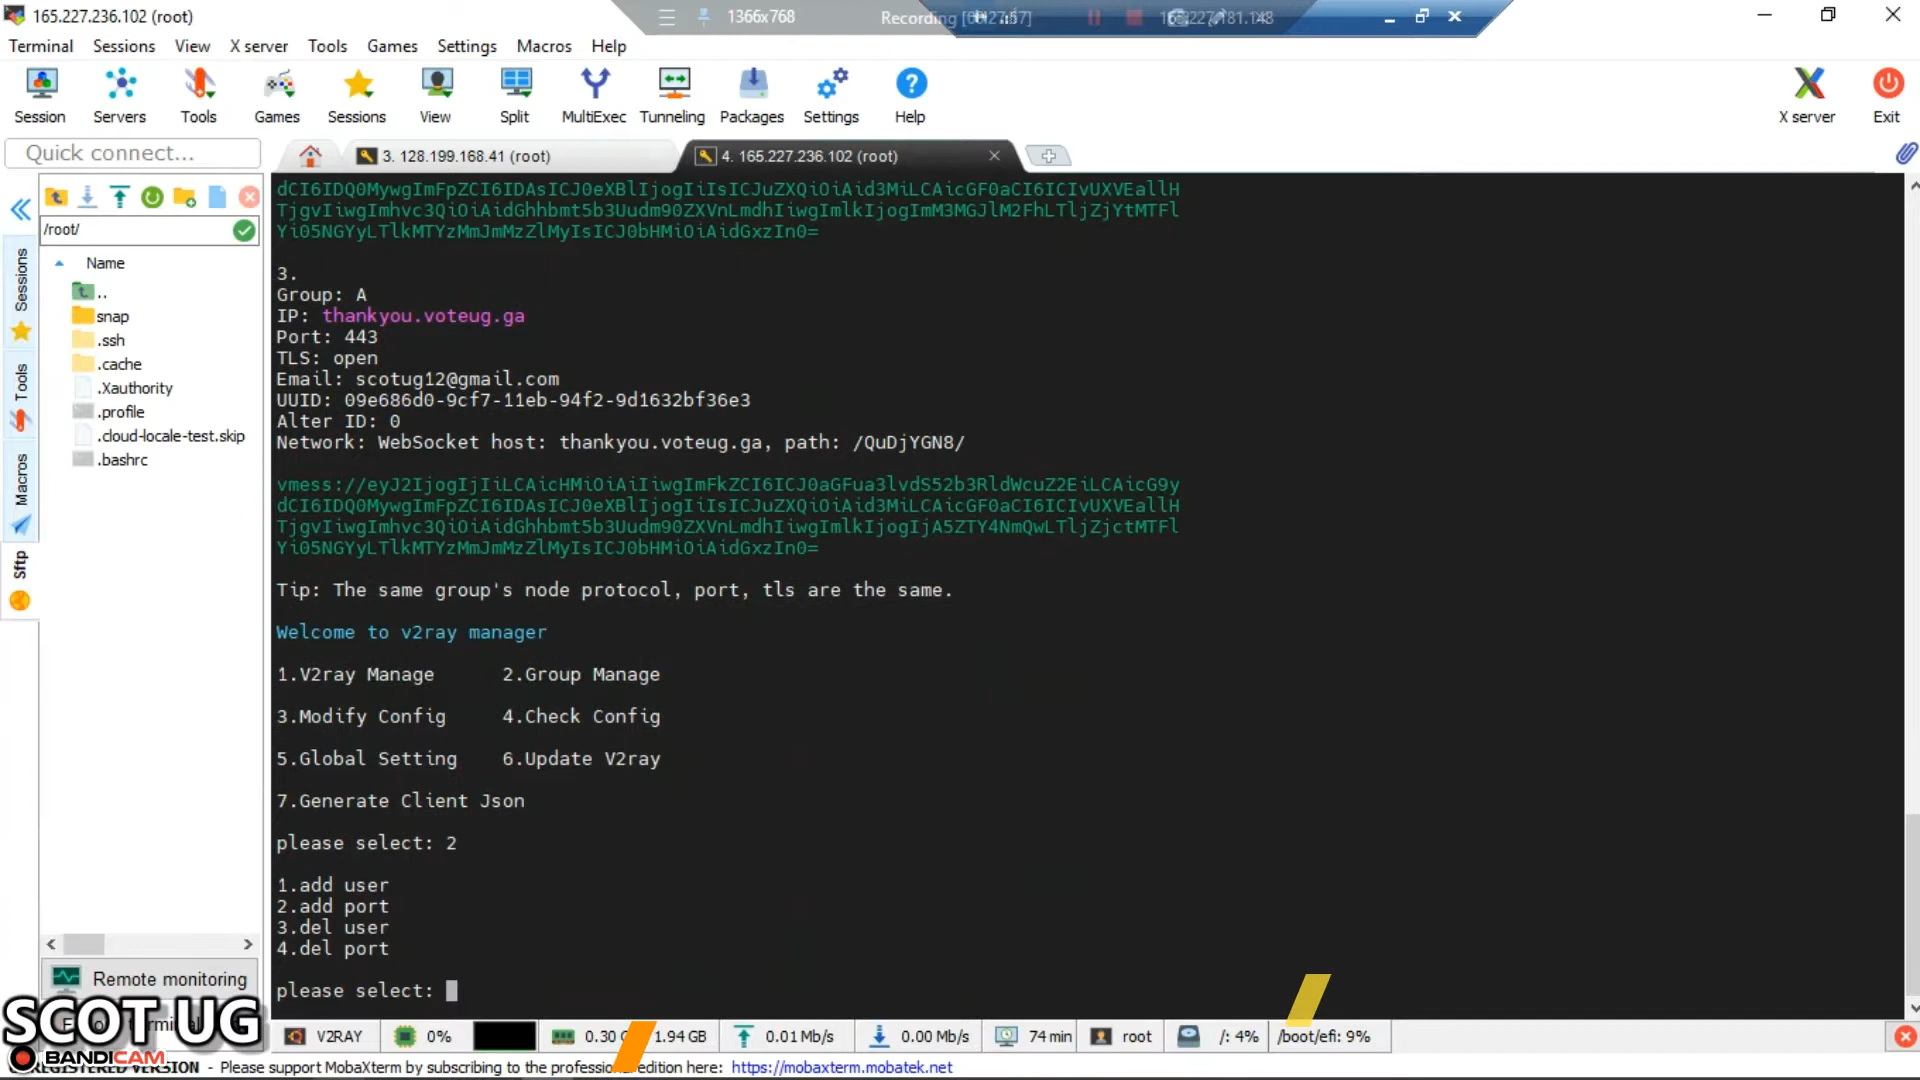 165.227.236.102 (root)
1366x768
Terminal Sessions View X server Tools Games Settings Macros Help
Session Servers Tools Games Sessions View Split MultiExec Tunneling Packages Settings Help X server Exit
Quick connect...
3. 128.199.168.41 (root)
4. 165.227.236.102 (root)
/root/
Name
..
snap
.ssh
.cache
.Xauthority
.profile
.cloud-locale-test.skip
.bashrc
Sessions
Tools
Macros
Sftp
dCI6IDQ0MywgImFpZCI6IDAsICJ0eXBlIjogIiIsICJuZXQiOiAid3MiLCAicGF0aCI6ICIvUXVEallH
TjgvIiwgImhvc3QiOiAidGhhbmt5b3Uudm90ZXVnLmdhIiwgImlkIjogImM3MGJlM2FhLTljZjYtMTFl
Yi05NGYyLTlkMTYzMmJmMzZlMyIsICJ0bHMiOiAidGxzIn0=
3.
Group: A
IP: thankyou.voteug.ga
Port: 443
TLS: open
Email: scotug12@gmail.com
UUID: 09e686d0-9cf7-11eb-94f2-9d1632bf36e3
Alter ID: 0
Network: WebSocket host: thankyou.voteug.ga, path: /QuDjYGN8/
vmess://eyJ2IjogIjIiLCAicHMiOiAiIiwgImFkZCI6ICJ0aGFua3lvdS52b3RldWcuZ2EiLCAicG9y
dCI6IDQ0MywgImFpZCI6IDAsICJ0eXBlIjogIiIsICJuZXQiOiAid3MiLCAicGF0aCI6ICIvUXVEallH
TjgvIiwgImhvc3QiOiAidGhhbmt5b3Uudm90ZXVnLmdhIiwgImlkIjogIjA5ZTY4NmQwLTljZjctMTFl
Yi05NGYyLTlkMTYzMmJmMzZlMyIsICJ0bHMiOiAidGxzIn0=
Tip: The same group's node protocol, port, tls are the same.
Welcome to v2ray manager
1.V2ray Manage 2.Group Manage
3.Modify Config 4.Check Config
5.Global Setting 6.Update V2ray
7.Generate Client Json
please select: 2
1.add user
2.add port
3.del user
4.del port
please select:
Remote monitoring
SCOT UG
BANDICAM
V2RAY 0% 0.30 1.94 GB 0.01 Mb/s 0.00 Mb/s 74 min root /: 4% /boot/efi: 9%
VERSION - Please support MobaXterm by subscribing to the professional edition here: https://mobaxterm.mobatek.net